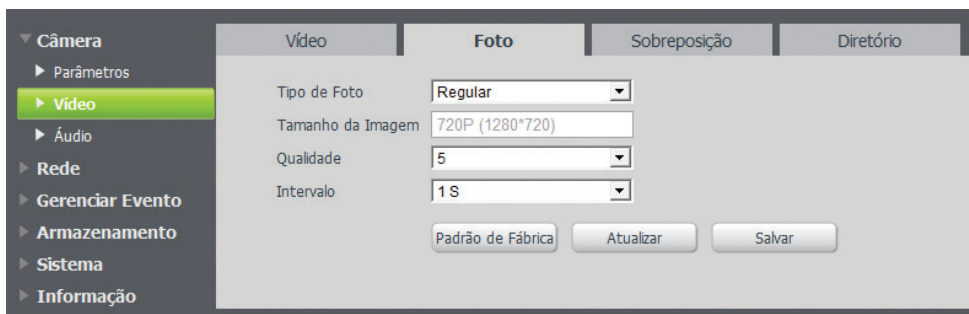 Câmera
Parâmetros
Vídeo
Áudio
Rede
Gerenciar Evento
Armazenamento
Sistema
Informação
Vídeo Foto Sobreposição Diretório
Tipo de Foto Regular
Tamanho da Imagem 720P (1280*720)
Qualidade 5
Intervalo 1 S
Padrão de Fábrica Atualizar Salvar